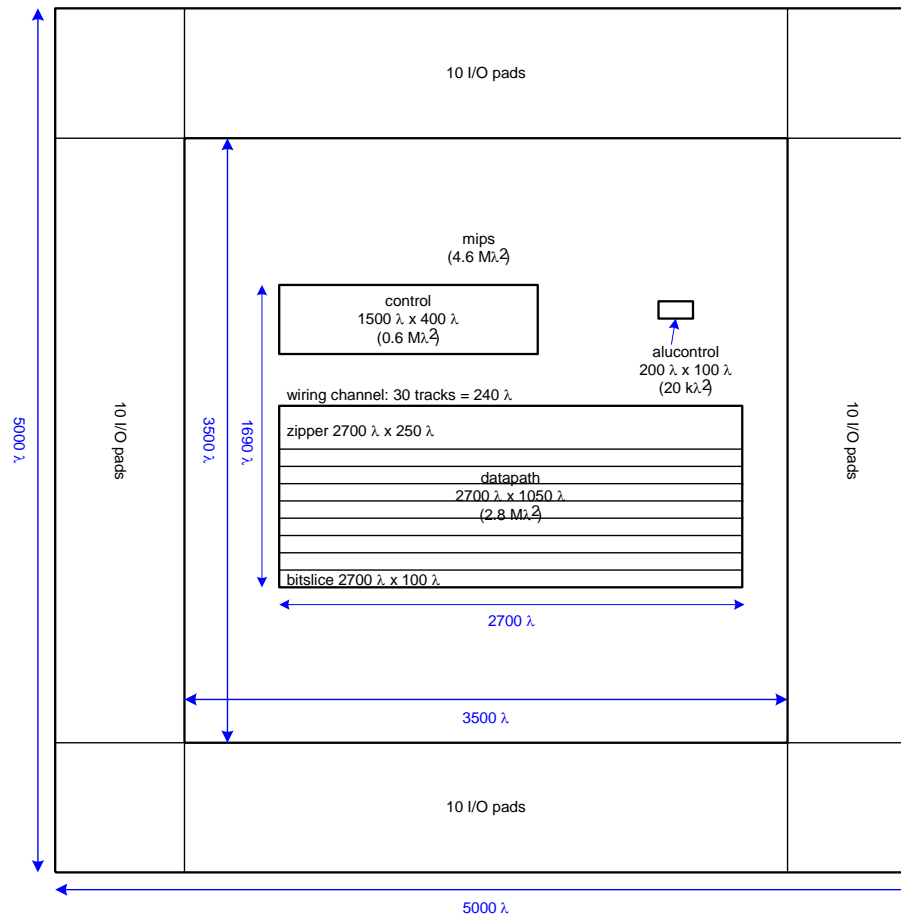 10 I/O pads
mips
(4.6 Mλ²)
control
1500 λ x 400 λ
(0.6 Mλ²)
alucontrol
200 λ x 100 λ
(20 kλ²)
wiring channel: 30 tracks = 240 λ
zipper 2700 λ x 250 λ
datapath
2700 λ x 1050 λ
(2.8 Mλ²)
bitslice 2700 λ x 100 λ
2700 λ
1690 λ
3500 λ
5000 λ
10 I/O pads
10 I/O pads
3500 λ
10 I/O pads
5000 λ